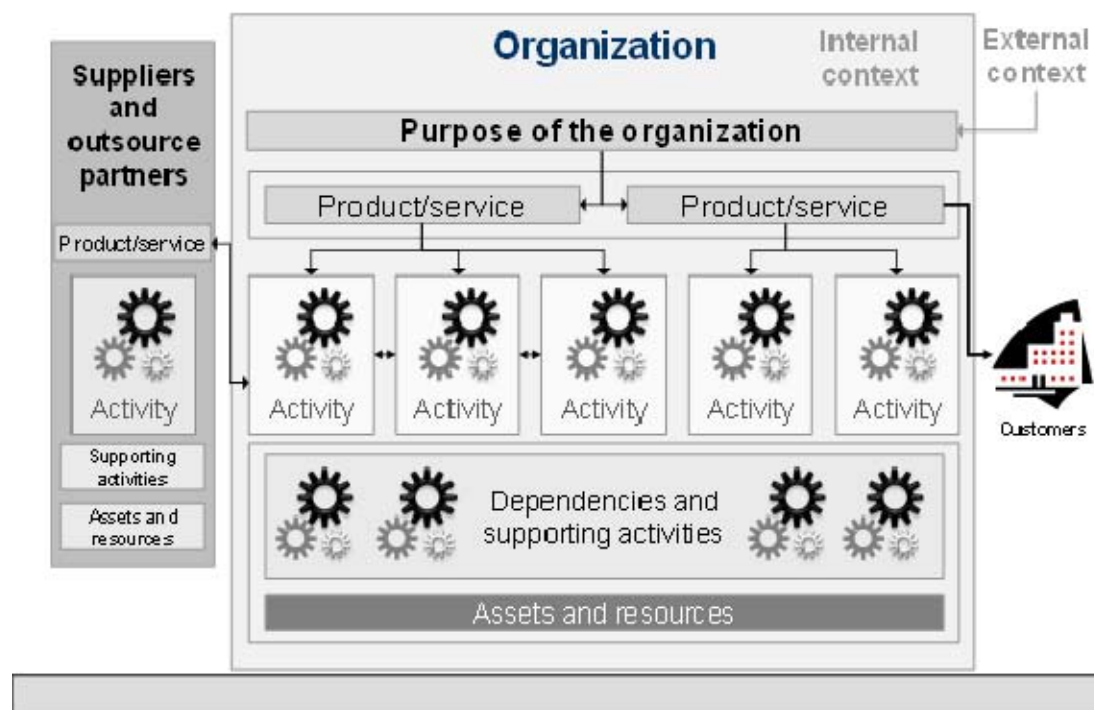 Organization
Internal
context
External
context
Suppliers
and
outsource
partners
Purpose of the organization
Product/service
Product/service
Product/service
Activity
Activity
Activity
Activity
Activity
Activity
Customers
Supporting
activities
Assets and
resources
Dependencies and
supporting activities
Assets and resources